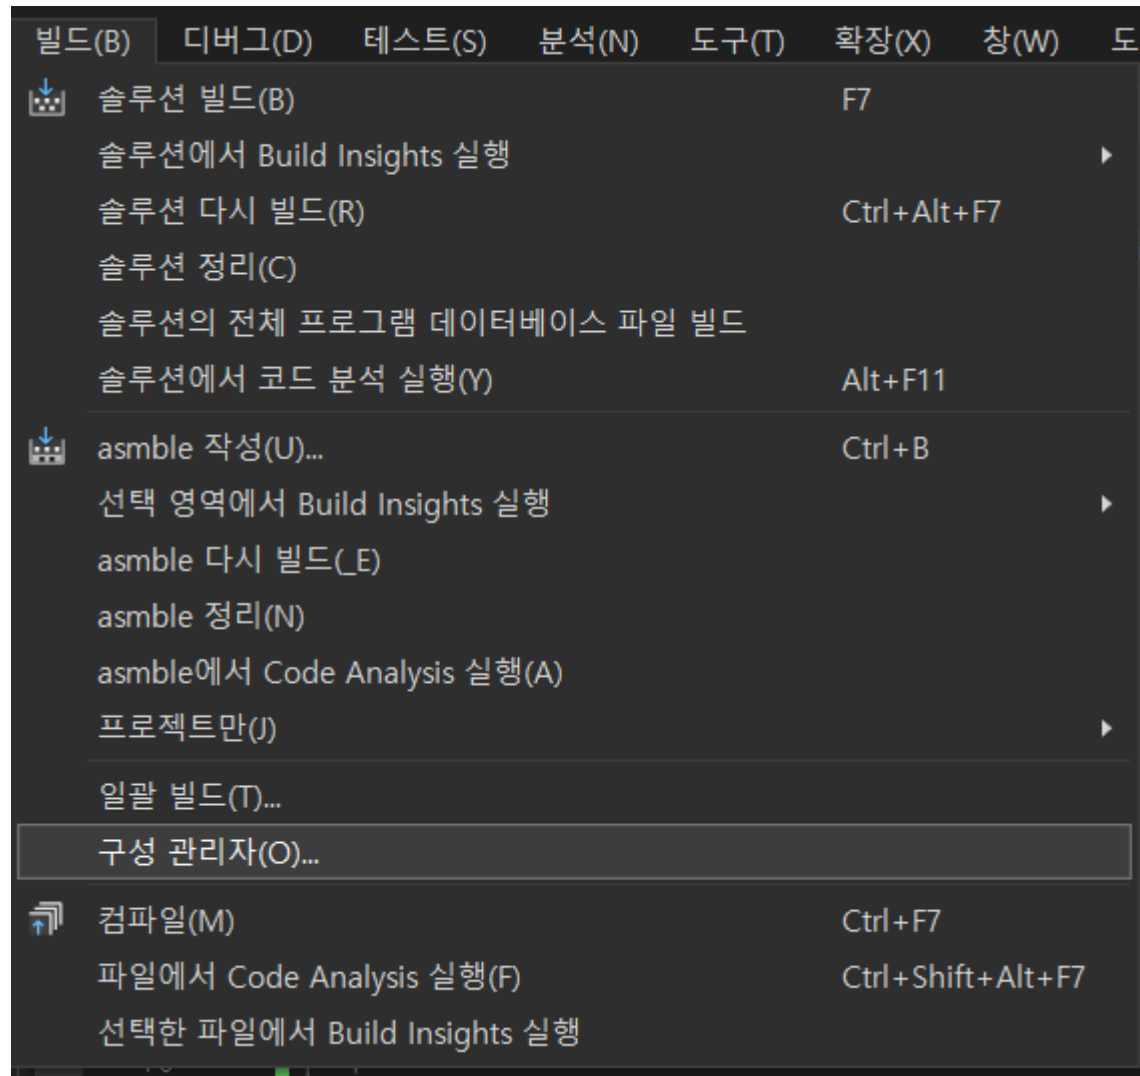 빌드(B) 디버그(D) 테스트(S) 분석(N) 도구(T) 확장(X) 창(W) 도
솔루션 빌드(B) F7
솔루션에서 Build Insights 실행
솔루션 다시 빌드(R) Ctrl+Alt+F7
솔루션 정리(C)
솔루션의 전체 프로그램 데이터베이스 파일 빌드
솔루션에서 코드 분석 실행(Y) Alt+F11
asmble 작성(U)... Ctrl+B
선택 영역에서 Build Insights 실행
asmble 다시 빌드(_E)
asmble 정리(N)
asmble에서 Code Analysis 실행(A)
프로젝트만(J)
일괄 빌드(T)...
구성 관리자(O)...
컴파일(M) Ctrl+F7
파일에서 Code Analysis 실행(F) Ctrl+Shift+Alt+F7
선택한 파일에서 Build Insights 실행